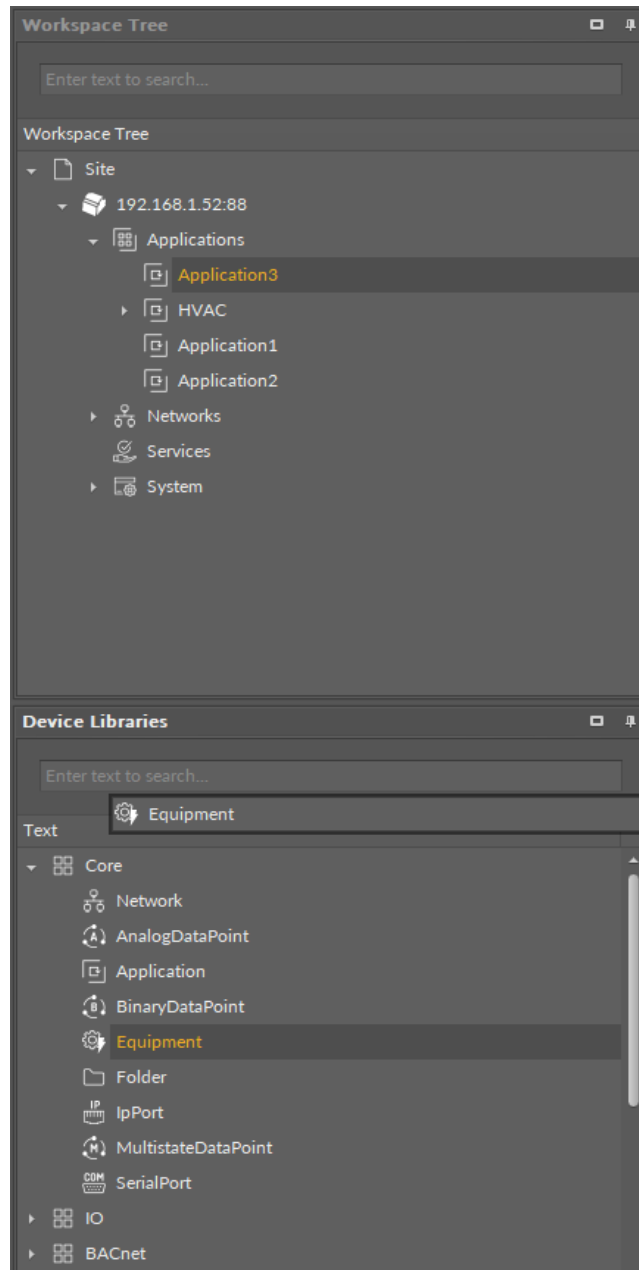 Workspace Tree
Enter text to search...
Workspace Tree
Site
192.168.1.52:88
Applications
Application3
HVAC
Application1
Application2
Networks
Services
System
Device Libraries
Enter text to search...
Equipment
Text
Core
Network
A AnalogDataPoint
Application
B BinaryDataPoint
Equipment
Folder
IP IpPort
M MultistateDataPoint
COM SerialPort
IO
BACnet